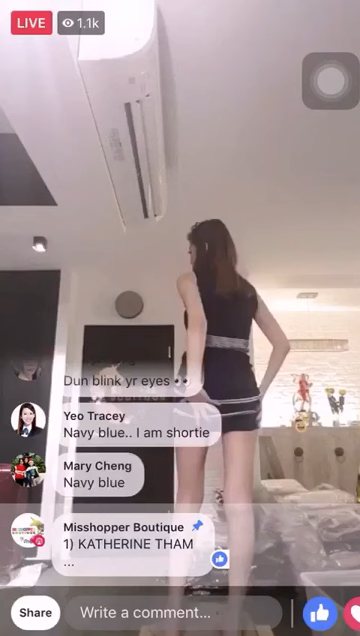 LIVE 1.1k
Dun blink yr eyes 👀
Yeo Tracey
Navy blue.. I am shortie
Mary Cheng
Navy blue
Misshopper Boutique
1) KATHERINE THAM
...
Share Write a comment...